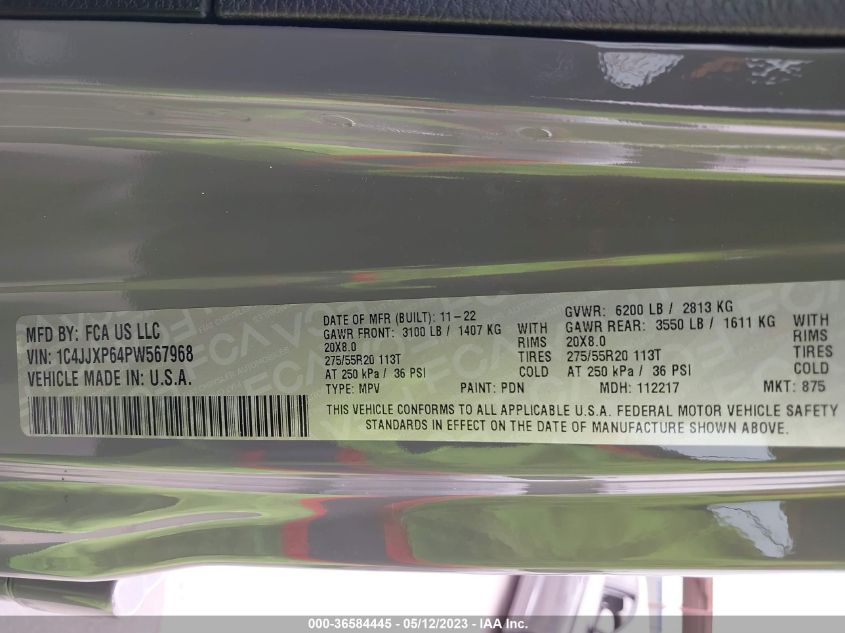 MFD BY: FCA US LLC
VIN: 1C4JJXP64PW567968
VEHICLE MADE IN: U.S.A.
DATE OF MFR (BUILT): 11-22
GVWR: 6200 LB / 2813 KG
GAWR FRONT: 3100 LB / 1407 KG WITH GAWR REAR: 3550 LB / 1611 KG WITH
20X8.0 RIMS 20X8.0 RIMS
275/55R20 113T TIRES 275/55R20 113T TIRES
AT 250 kPa / 36 PSI COLD AT 250 kPa / 36 PSI COLD
TYPE: MPV PAINT: PDN MDH: 112217 MKT: 875
THIS VEHICLE CONFORMS TO ALL APPLICABLE U.S.A. FEDERAL MOTOR VEHICLE SAFETY
STANDARDS IN EFFECT ON THE DATE OF MANUFACTURE SHOWN ABOVE.
000-36584445 - 05/12/2023 - IAA Inc.